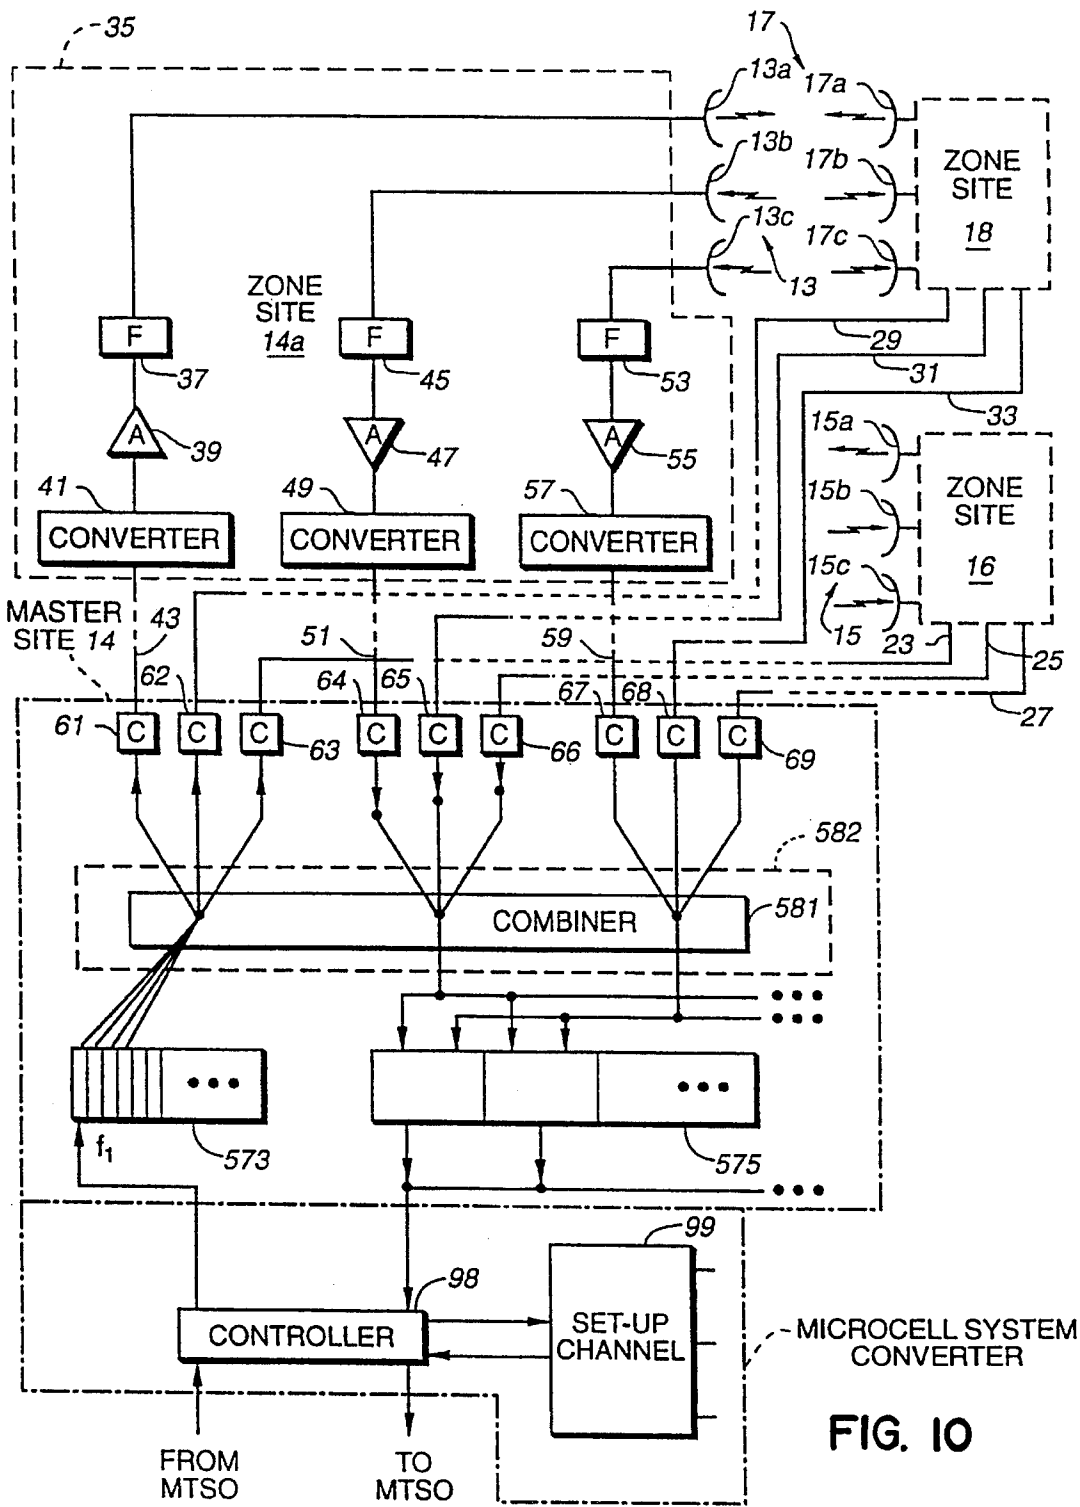 35
17
13a
17a
13b
17b
13c
17c
13
ZONE
SITE
18
ZONE
SITE
14a
F
F
F
37
45
53
29
31
33
A
A
A
39
47
55
15a
15b
15c
15
ZONE
SITE
16
41
49
57
CONVERTER
CONVERTER
CONVERTER
MASTER
SITE 14
43
51
59
23
25
27
62
64
65
67
68
61
C
C
C
C
C
C
C
C
C
63
66
69
582
COMBINER
581
f1
573
575
99
98
CONTROLLER
SET-UP
CHANNEL
MICROCELL SYSTEM
CONVERTER
FROM
MTSO
TO
MTSO
FIG. 10